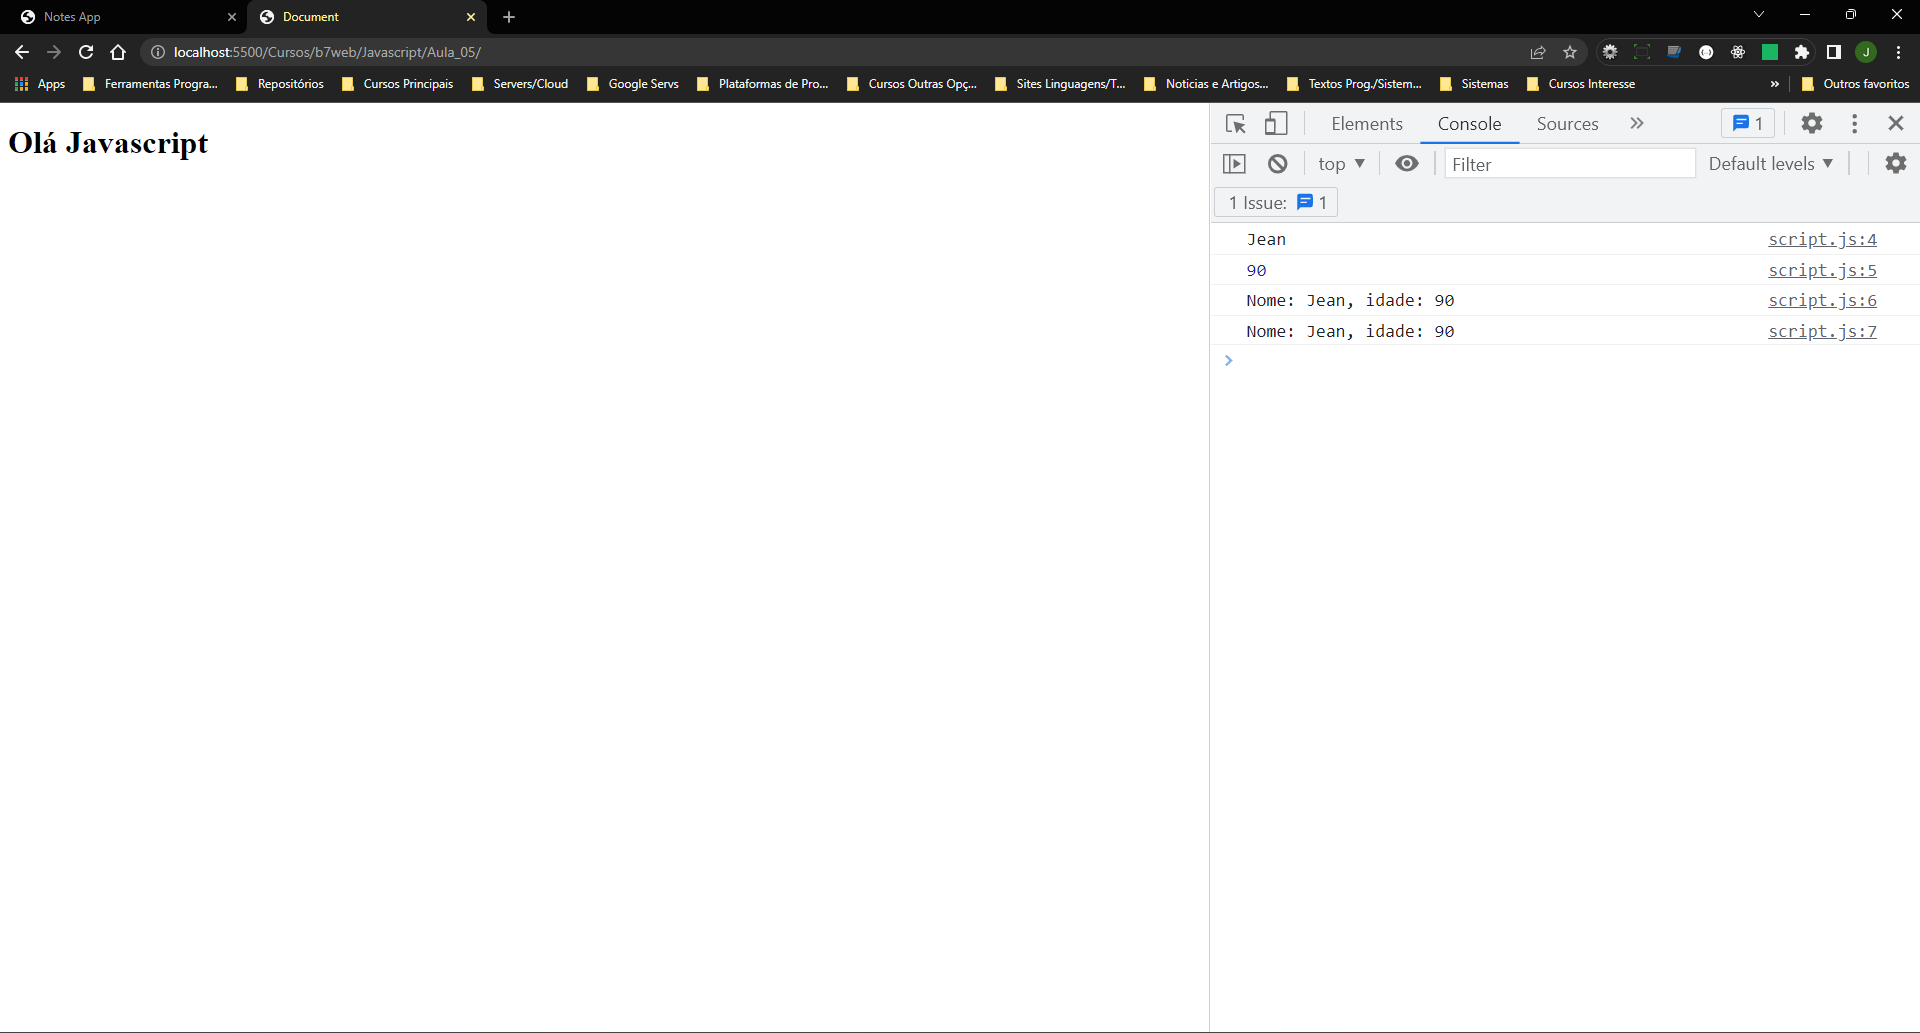 Notes App
Document
localhost:5500/Cursos/b7web/Javascript/Aula_05/
J
Apps
Ferramentas Progra...
Repositórios
Cursos Principais
Servers/Cloud
Google Servs
Plataformas de Pro...
Cursos Outras Opç...
Sites Linguagens/T...
Noticias e Artigos...
Textos Prog./Sistem...
Sistemas
Cursos Interesse
»
Outros favoritos
Olá Javascript
Elements
Console
Sources
1
top
Filter
Default levels
1 Issue: 1
Jean script.js:4
90 script.js:5
Nome: Jean, idade: 90 script.js:6
Nome: Jean, idade: 90 script.js:7